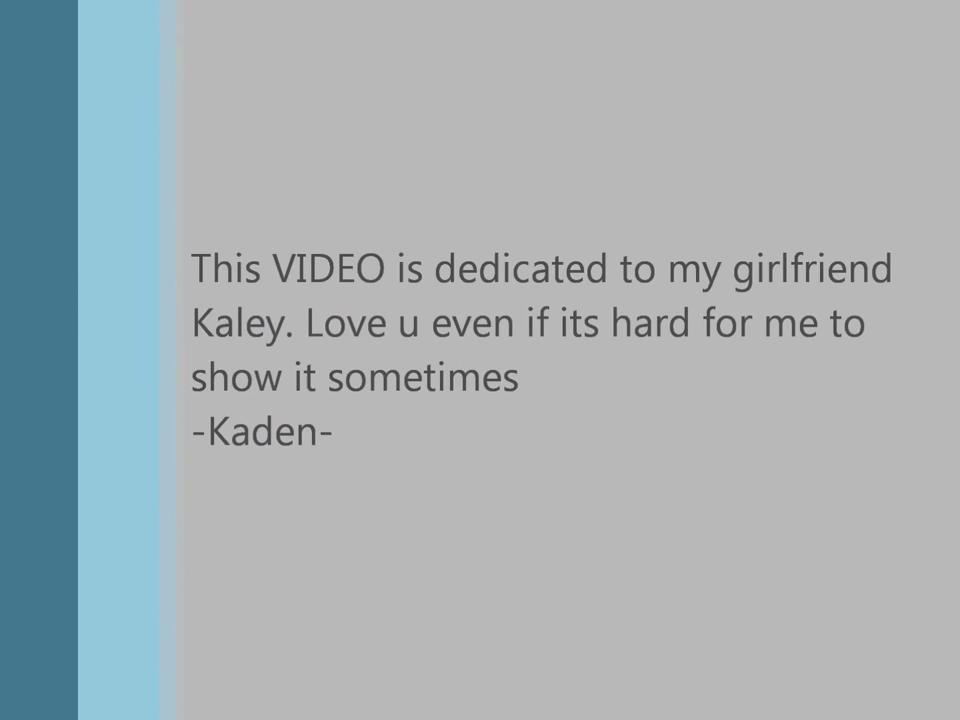 This VIDEO is dedicated to my girlfriend
Kaley. Love u even if its hard for me to
show it sometimes
-Kaden-